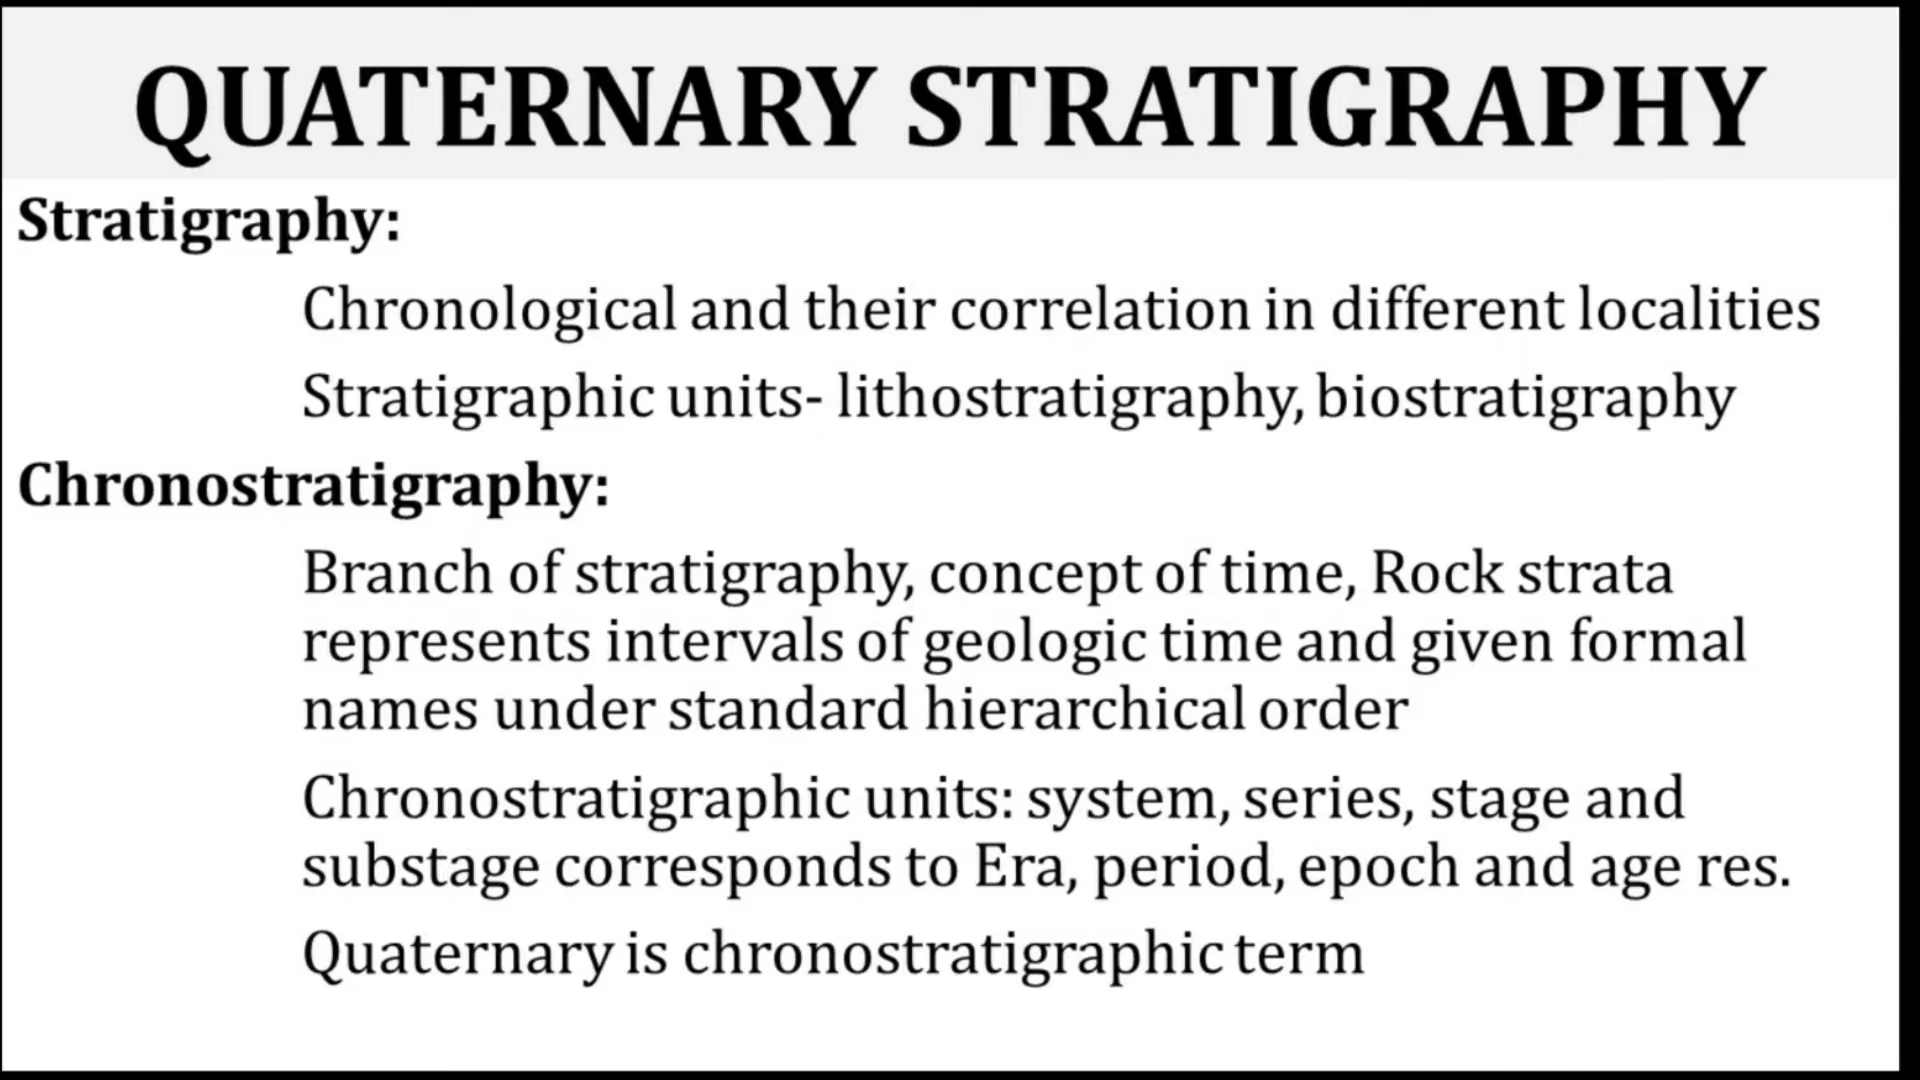 QUATERNARY STRATIGRAPHY
Stratigraphy:
Chronological and their correlation in different localities
Stratigraphic units- lithostratigraphy, biostratigraphy
Chronostratigraphy:
Branch of stratigraphy, concept of time, Rock strata
represents intervals of geologic time and given formal
names under standard hierarchical order
Chronostratigraphic units: system, series, stage and
substage corresponds to Era, period, epoch and age res.
Quaternary is chronostratigraphic term